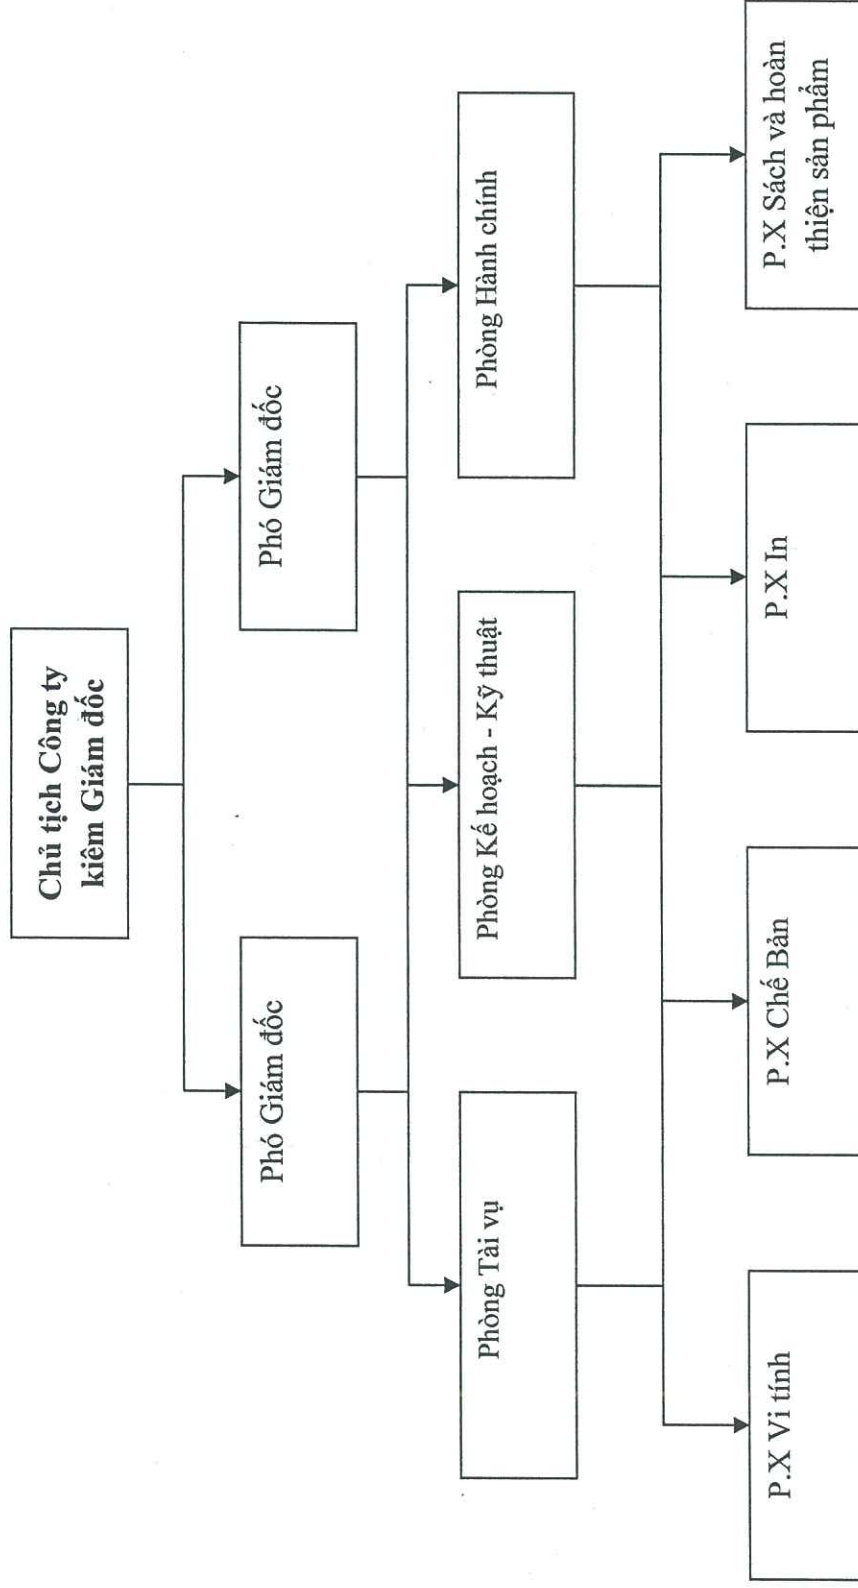 Chủ tịch Công ty
kiêm Giám đốc
Phó Giám đốc
Phó Giám đốc
Phòng Tài vụ
Phòng Kế hoạch - Kỹ thuật
Phòng Hành chính
P.X Vi tính
P.X Chế Bản
P.X In
P.X Sách và hoàn
thiện sản phẩm